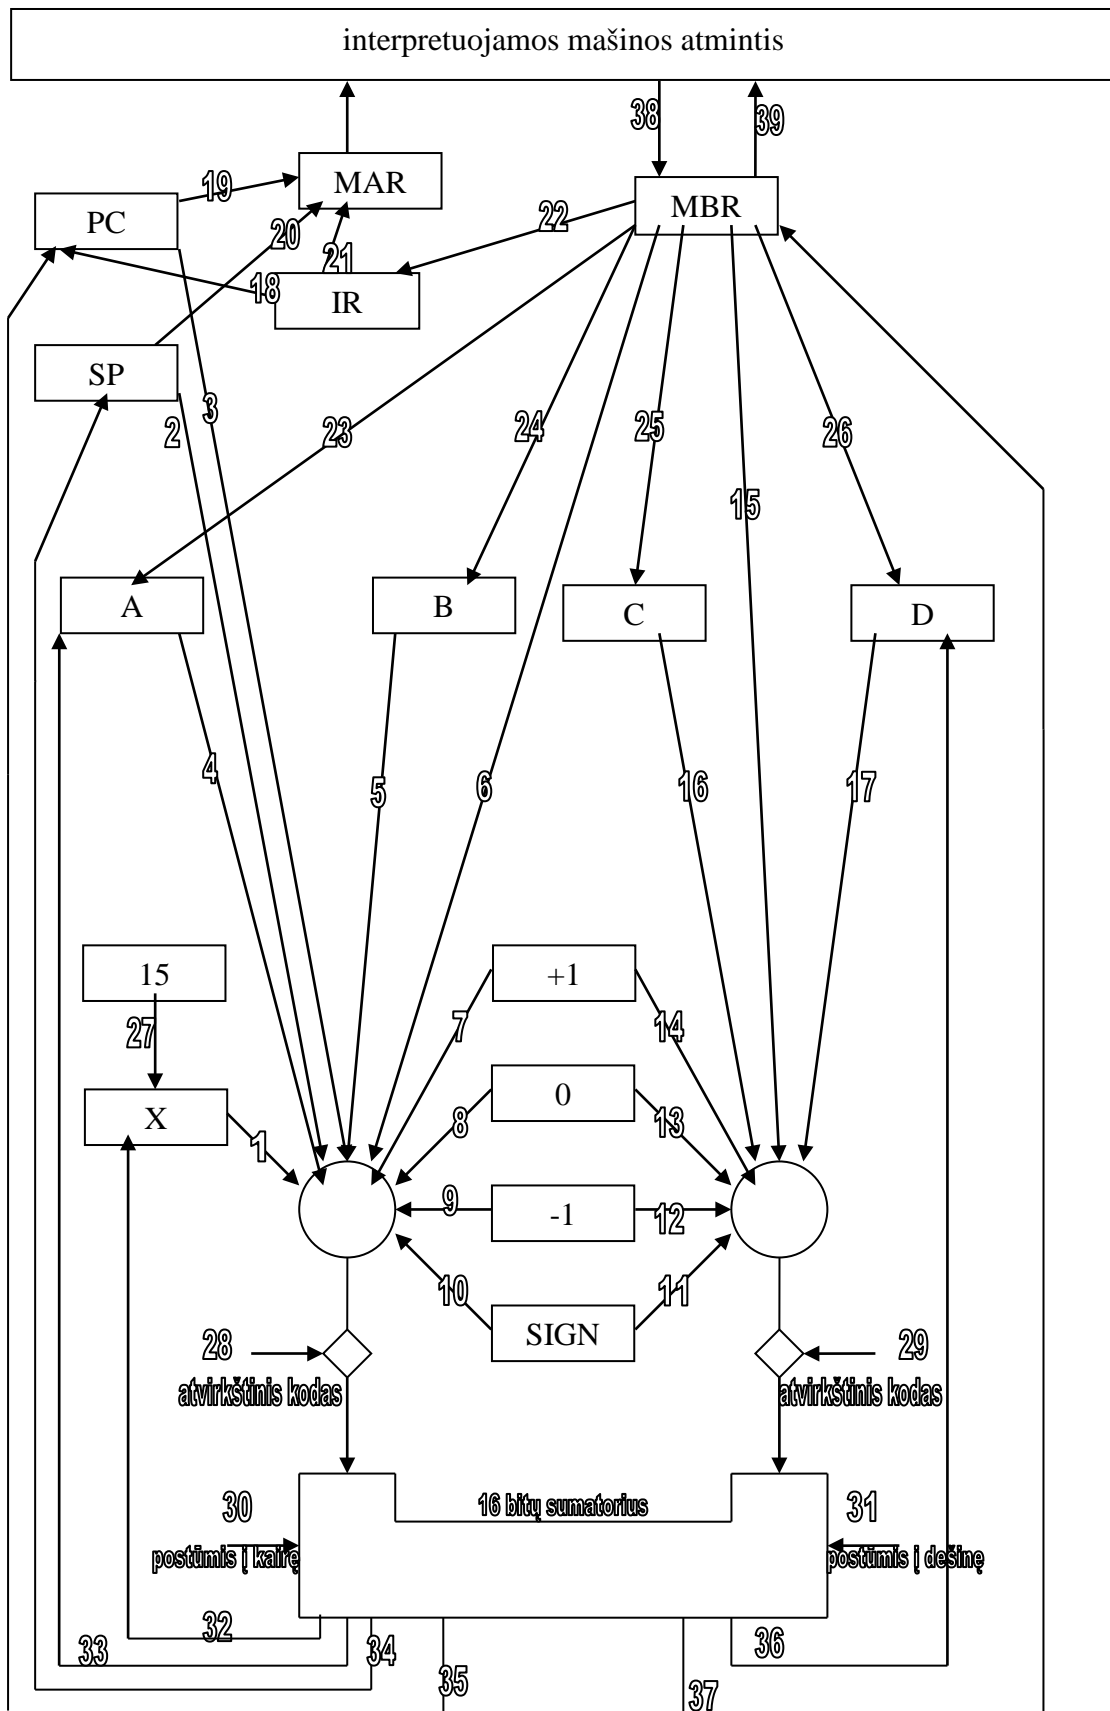 interpretuojamos mašinos atmintis
38
39
MAR
MBR
19
PC
20
21
22
18
IR
SP
2
3
23
24
25
26
15
A
B
C
D
4
5
6
16
17
15
+1
27
7
14
X
0
1
8
13
9
-1
12
10
11
SIGN
28
29
atvirkštinis kodas
atvirkštinis kodas
30
16 bitų sumatorius
31
postūmis į kairę
postūmis į dešinę
32
33
34
35
36
37